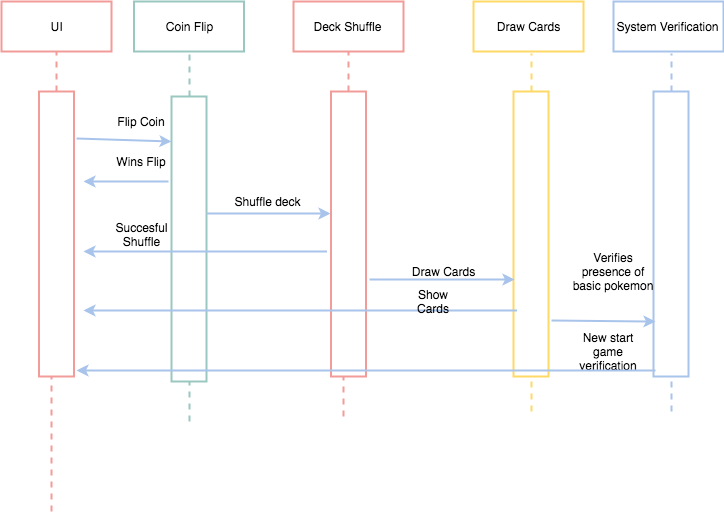 UI
Coin Flip
Deck Shuffle
Draw Cards
System Verification
Flip Coin
Wins Flip
Shuffle deck
Succesful
Shuffle
Draw Cards
Verifies
presence of
basic pokemon
Show
Cards
New start
game
verification